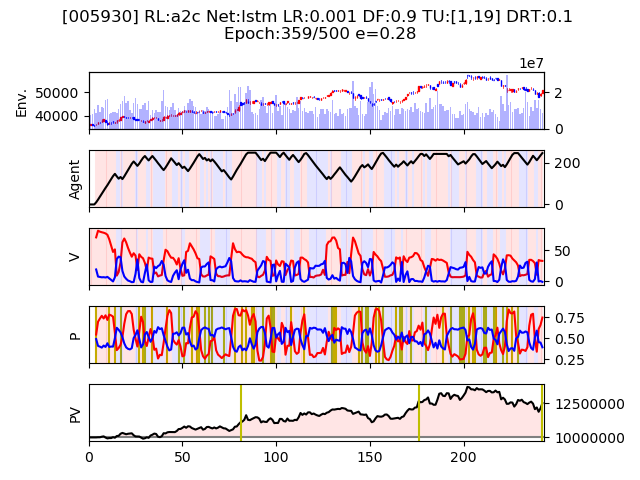 [005930] RL:a2c Net:lstm LR:0.001 DF:0.9 TU:[1,19] DRT:0.1
Epoch:359/500 e=0.28
1e7
Env.
50000
40000
2
0
Agent
200
0
V
50
0
P
0.75
0.50
0.25
PV
12500000
10000000
0 50 100 150 200